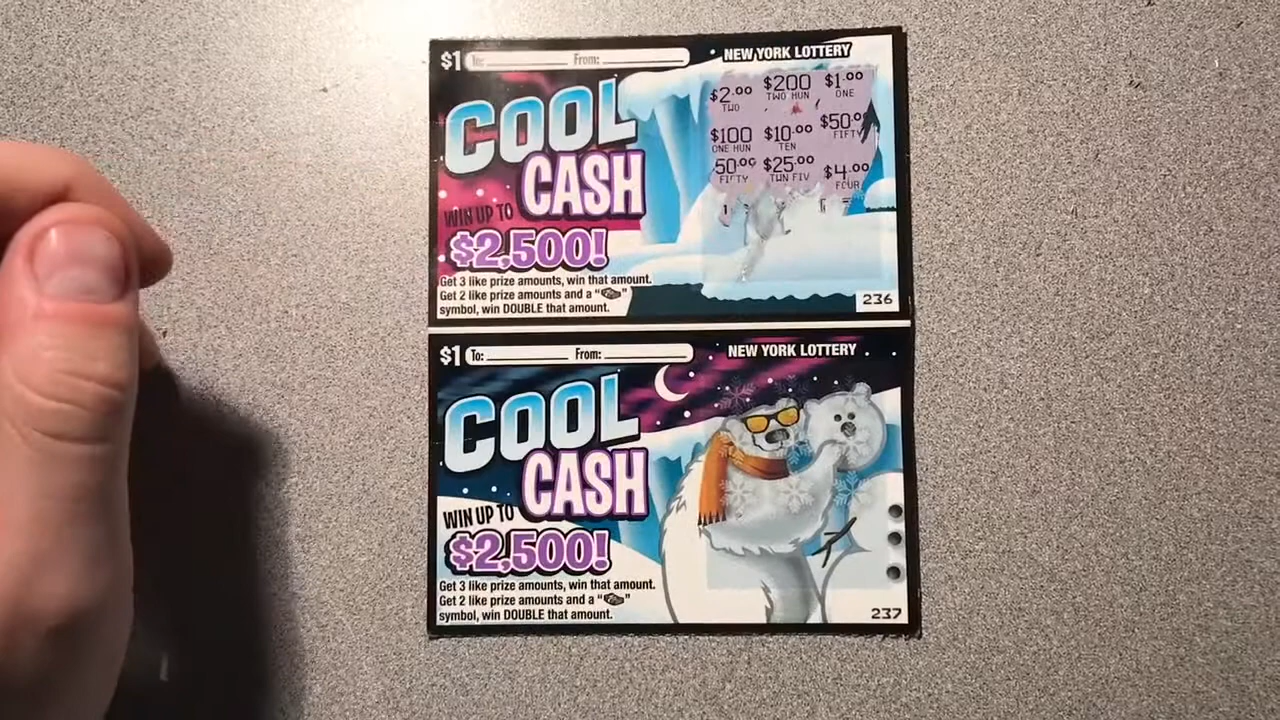 $1 To: From: NEW YORK LOTTERY
COOL
CASH
WIN UP TO
$2,500!
Get 3 like prize amounts, win that amount.
Get 2 like prize amounts and a " "
symbol, win DOUBLE that amount.
$2.00 $200 $1.00
TWO TWO HUN ONE
$100 $10.00 $50.00
ONE HUN TEN FIFTY
50.00 $25.00 $4.00
FIFTY TWN FIV FOUR
236
$1 To: From: NEW YORK LOTTERY
COOL
CASH
WIN UP TO
$2,500!
Get 3 like prize amounts, win that amount.
Get 2 like prize amounts and a " "
symbol, win DOUBLE that amount.
237